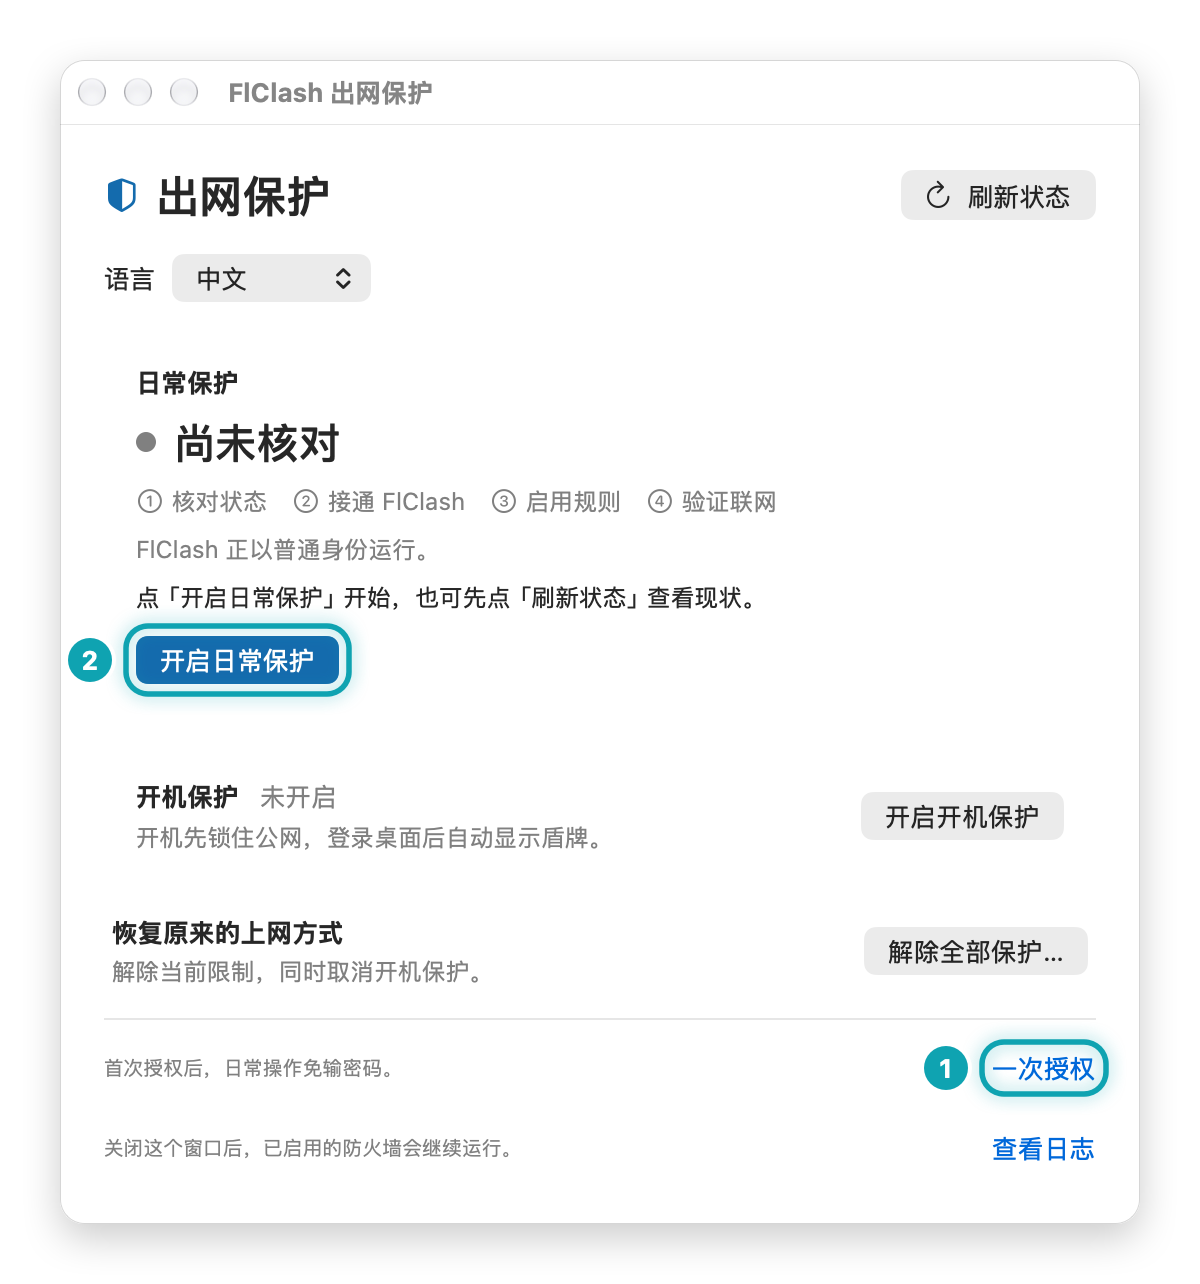 FlClash 出网保护
出网保护
刷新状态
语言 中文
日常保护
尚未核对
① 核对状态 ② 接通 FlClash ③ 启用规则 ④ 验证联网
FlClash 正以普通身份运行。
点「开启日常保护」开始，也可先点「刷新状态」查看现状。
2 开启日常保护
开机保护 未开启
开机先锁住公网，登录桌面后自动显示盾牌。
开启开机保护
恢复原来的上网方式
解除当前限制，同时取消开机保护。
解除全部保护...
首次授权后，日常操作免输密码。
1 一次授权
关闭这个窗口后，已启用的防火墙会继续运行。
查看日志